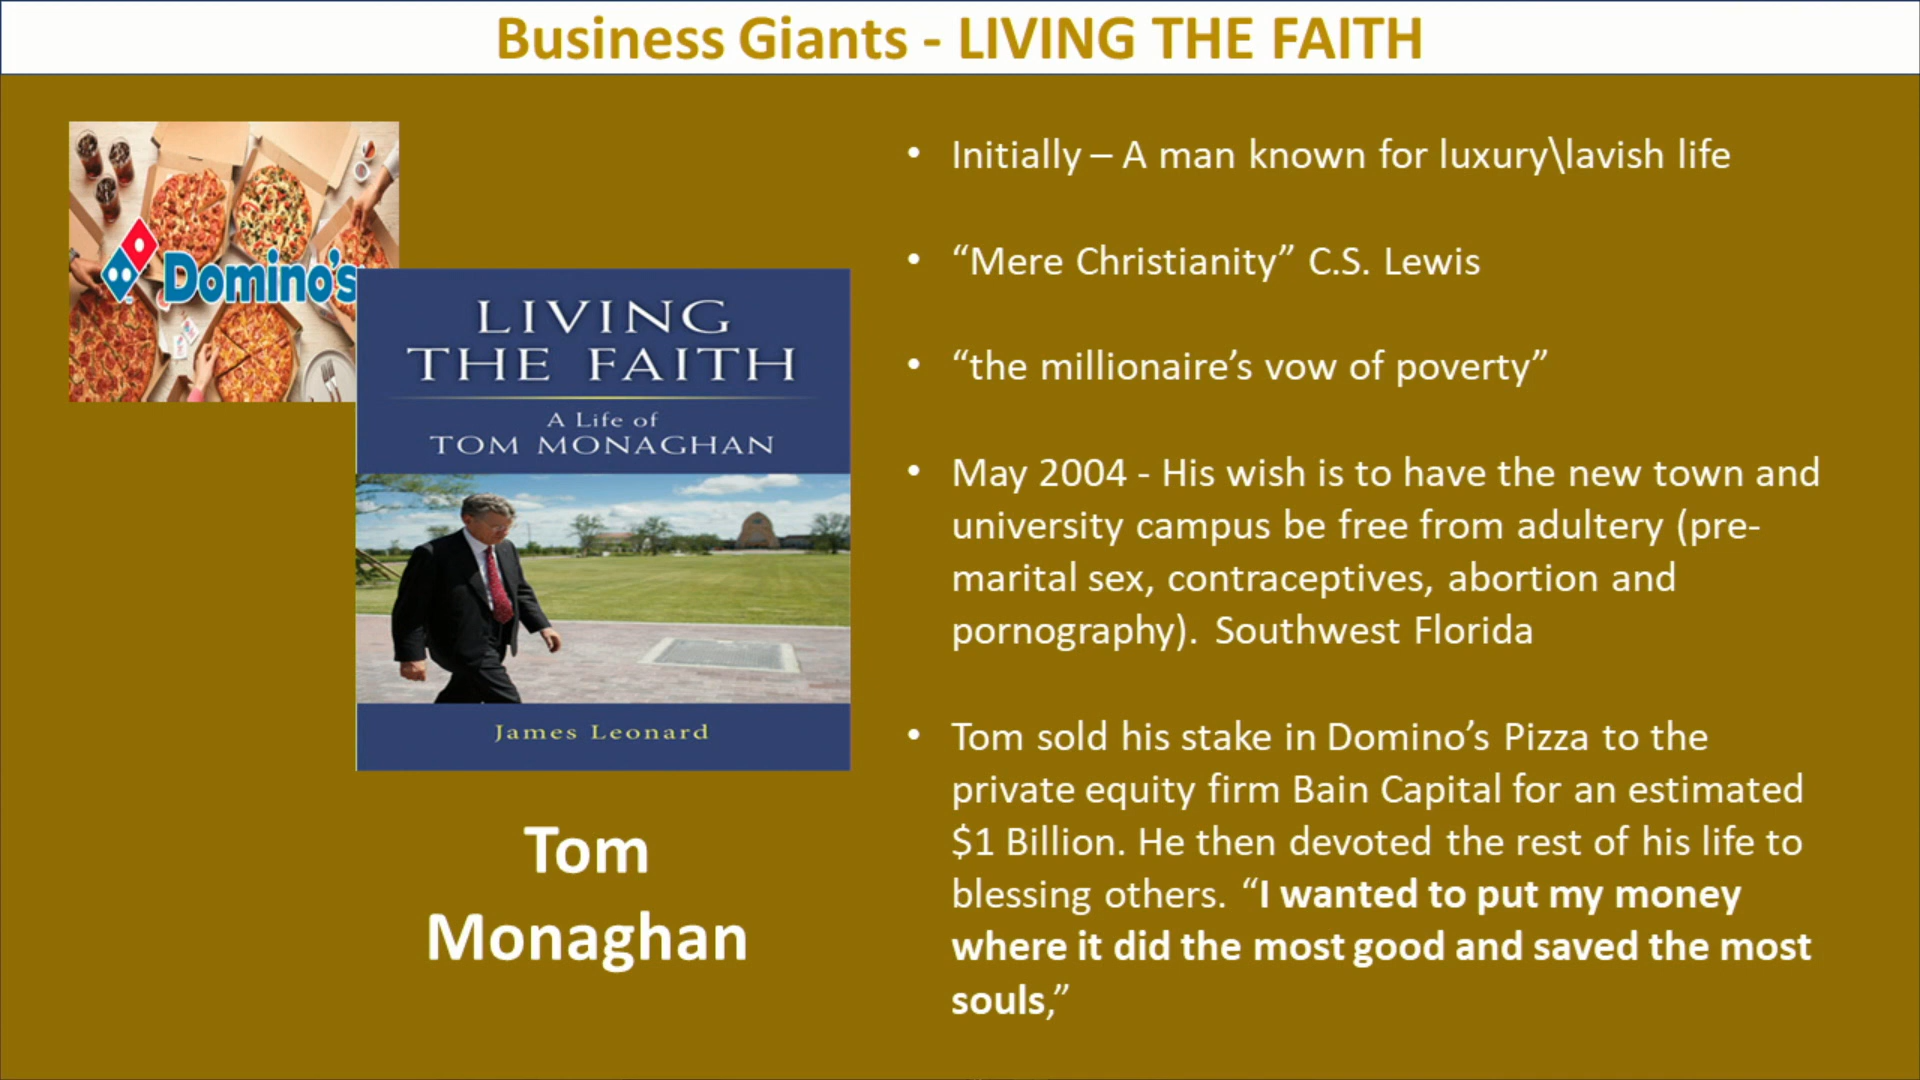 Business Giants - LIVING THE FAITH
Domino's
LIVING
THE FAITH
A Life of
TOM MONAGHAN
James Leonard
Tom
Monaghan
• Initially – A man known for luxury\lavish life
• “Mere Christianity” C.S. Lewis
• “the millionaire’s vow of poverty”
• May 2004 - His wish is to have the new town and
university campus be free from adultery (pre-
marital sex, contraceptives, abortion and
pornography). Southwest Florida
• Tom sold his stake in Domino’s Pizza to the
private equity firm Bain Capital for an estimated
$1 Billion. He then devoted the rest of his life to
blessing others. “I wanted to put my money
where it did the most good and saved the most
souls,”